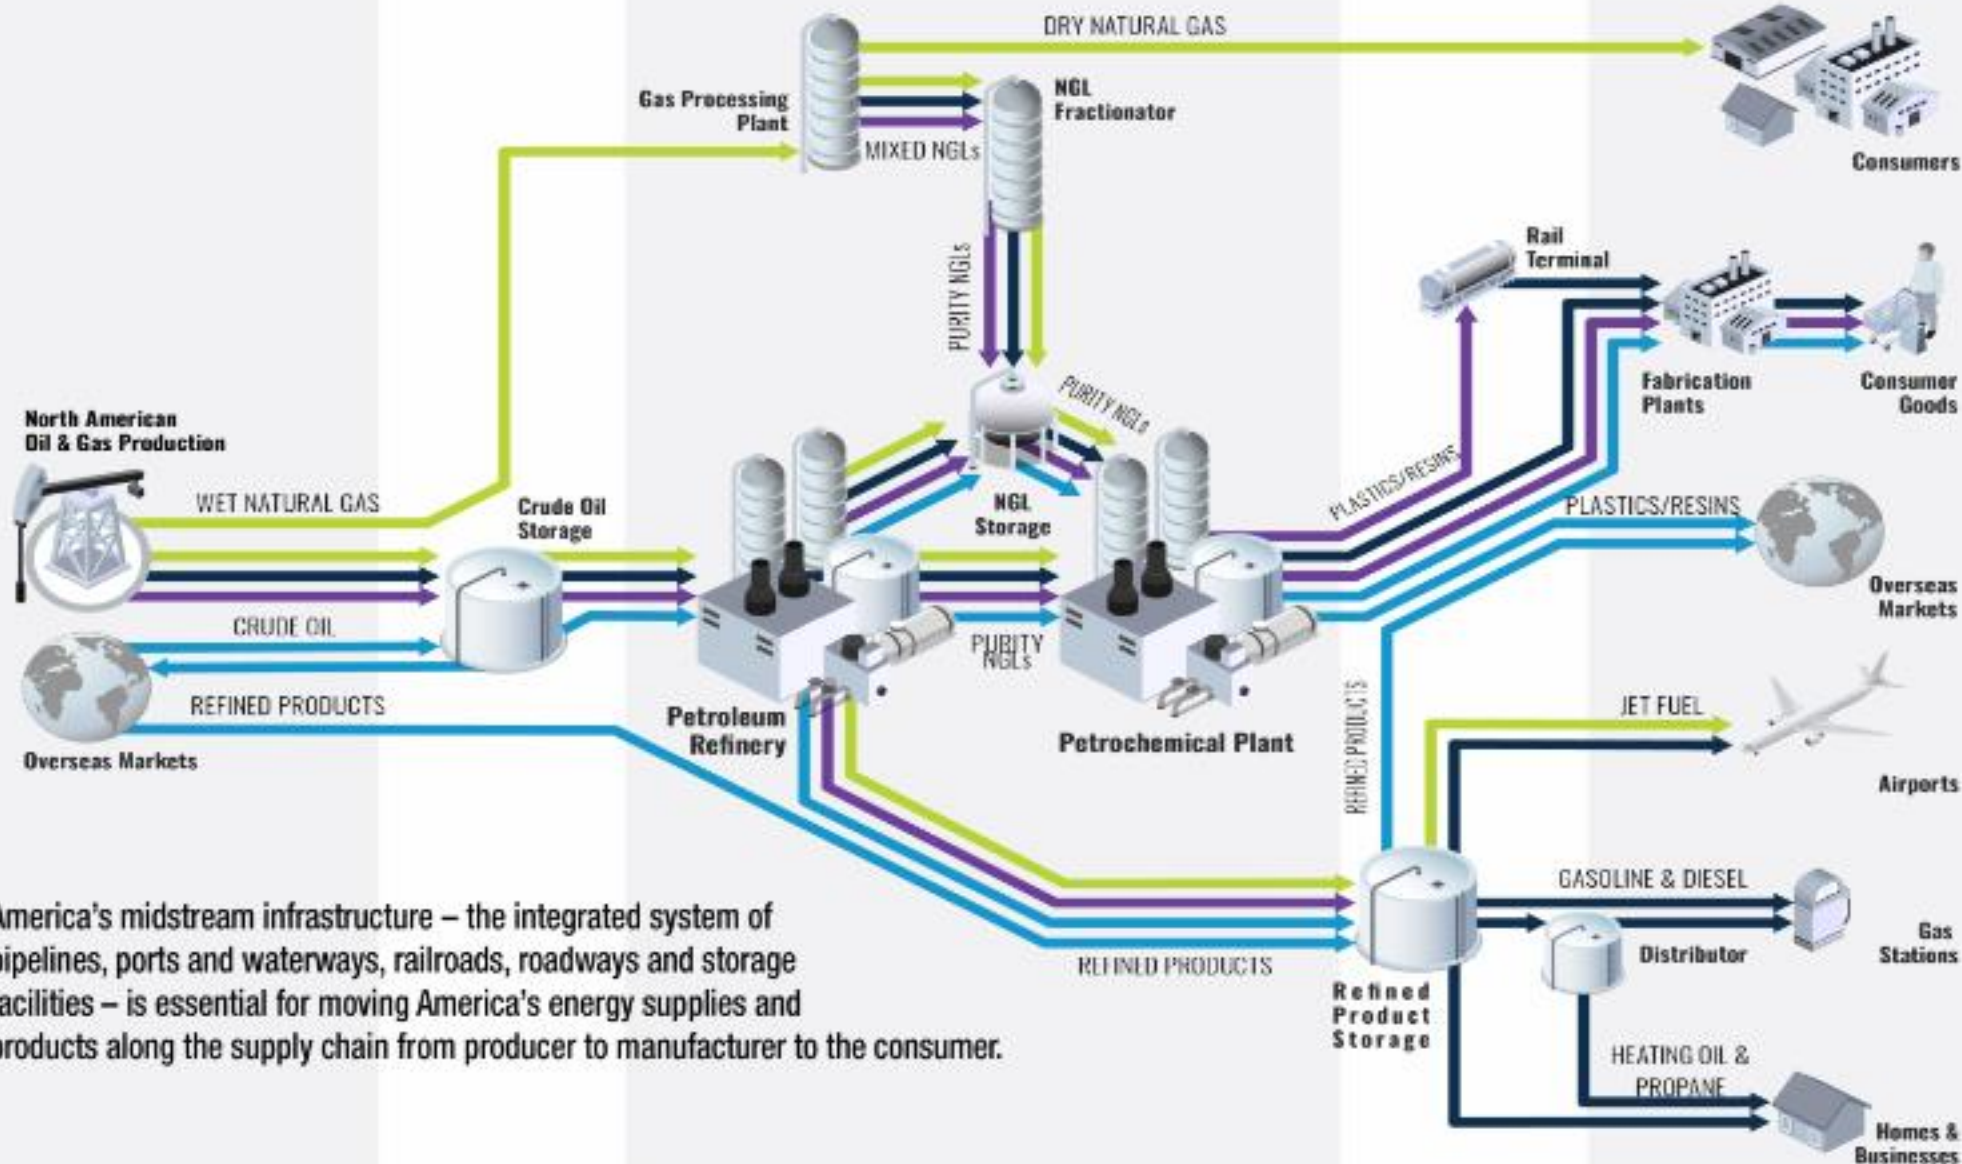 DRY NATURAL GAS
Gas Processing
Plant
NGL
Fractionator
MIXED NGLs
Consumers
PURITY NGLs
Rail
Terminal
PURITY NGLs
Fabrication
Plants
Consumer
Goods
North American
Oil & Gas Production
WET NATURAL GAS
Crude Oil
Storage
NGL
Storage
PLASTICS/RESINS
PLASTICS/RESINS
Overseas
Markets
CRUDE OIL
PURITY
NGLs
REFINED PRODUCTS
Overseas Markets
Petroleum
Refinery
Petrochemical Plant
REFINED PRODUCTS
JET FUEL
Airports
GASOLINE & DIESEL
Gas
Stations
Distributor
REFINED PRODUCTS
Refined
Product
Storage
HEATING OIL &
PROPANE
Homes &
Businesses
America's midstream infrastructure – the integrated system of
pipelines, ports and waterways, railroads, roadways and storage
facilities – is essential for moving America's energy supplies and
products along the supply chain from producer to manufacturer to the consumer.